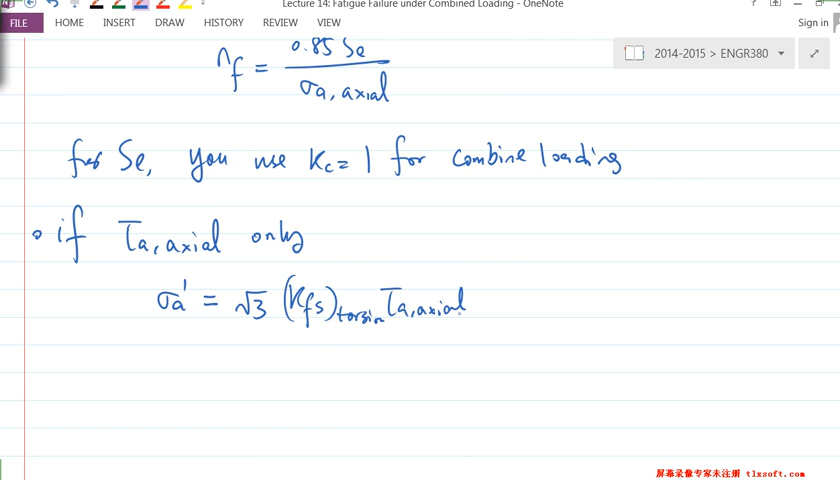 Lecture 14: Fatigue Failure under Combined Loading - OneNote
FILE HOME INSERT DRAW HISTORY REVIEW VIEW Sign in
2014-2015 > ENGR380
n_f = 0.85 Se / σa, axial
Se, you use Kc = 1 for combine loading
• if τa, axial only
σa' = √3 (Kfs)torsion τa, axial
屏幕录像专家未注册 tlxsoft.com